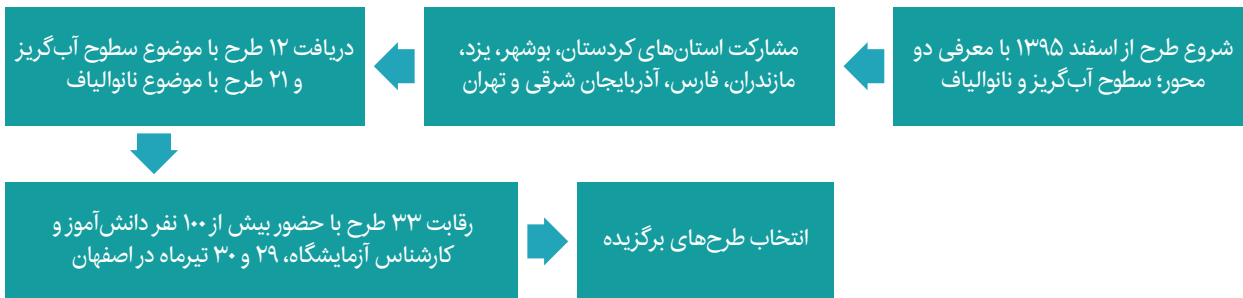 شروع طرح از اسفند ۱۳۹۵ با معرفی دو
محور؛ سطوح آب‌گریز و نانوالیاف
مشارکت استان‌های کردستان، بوشهر، یزد،
مازندران، فارس، آذربایجان شرقی و تهران
دریافت ۱۲ طرح با موضوع سطوح آب‌گریز
و ۲۱ طرح با موضوع نانوالیاف
رقابت ۳۳ طرح با حضور بیش از ۱۰۰ نفر دانش‌آموز و
کارشناس آزمایشگاه، ۲۹ و ۳۰ تیرماه در اصفهان
انتخاب طرح‌های برگزیده